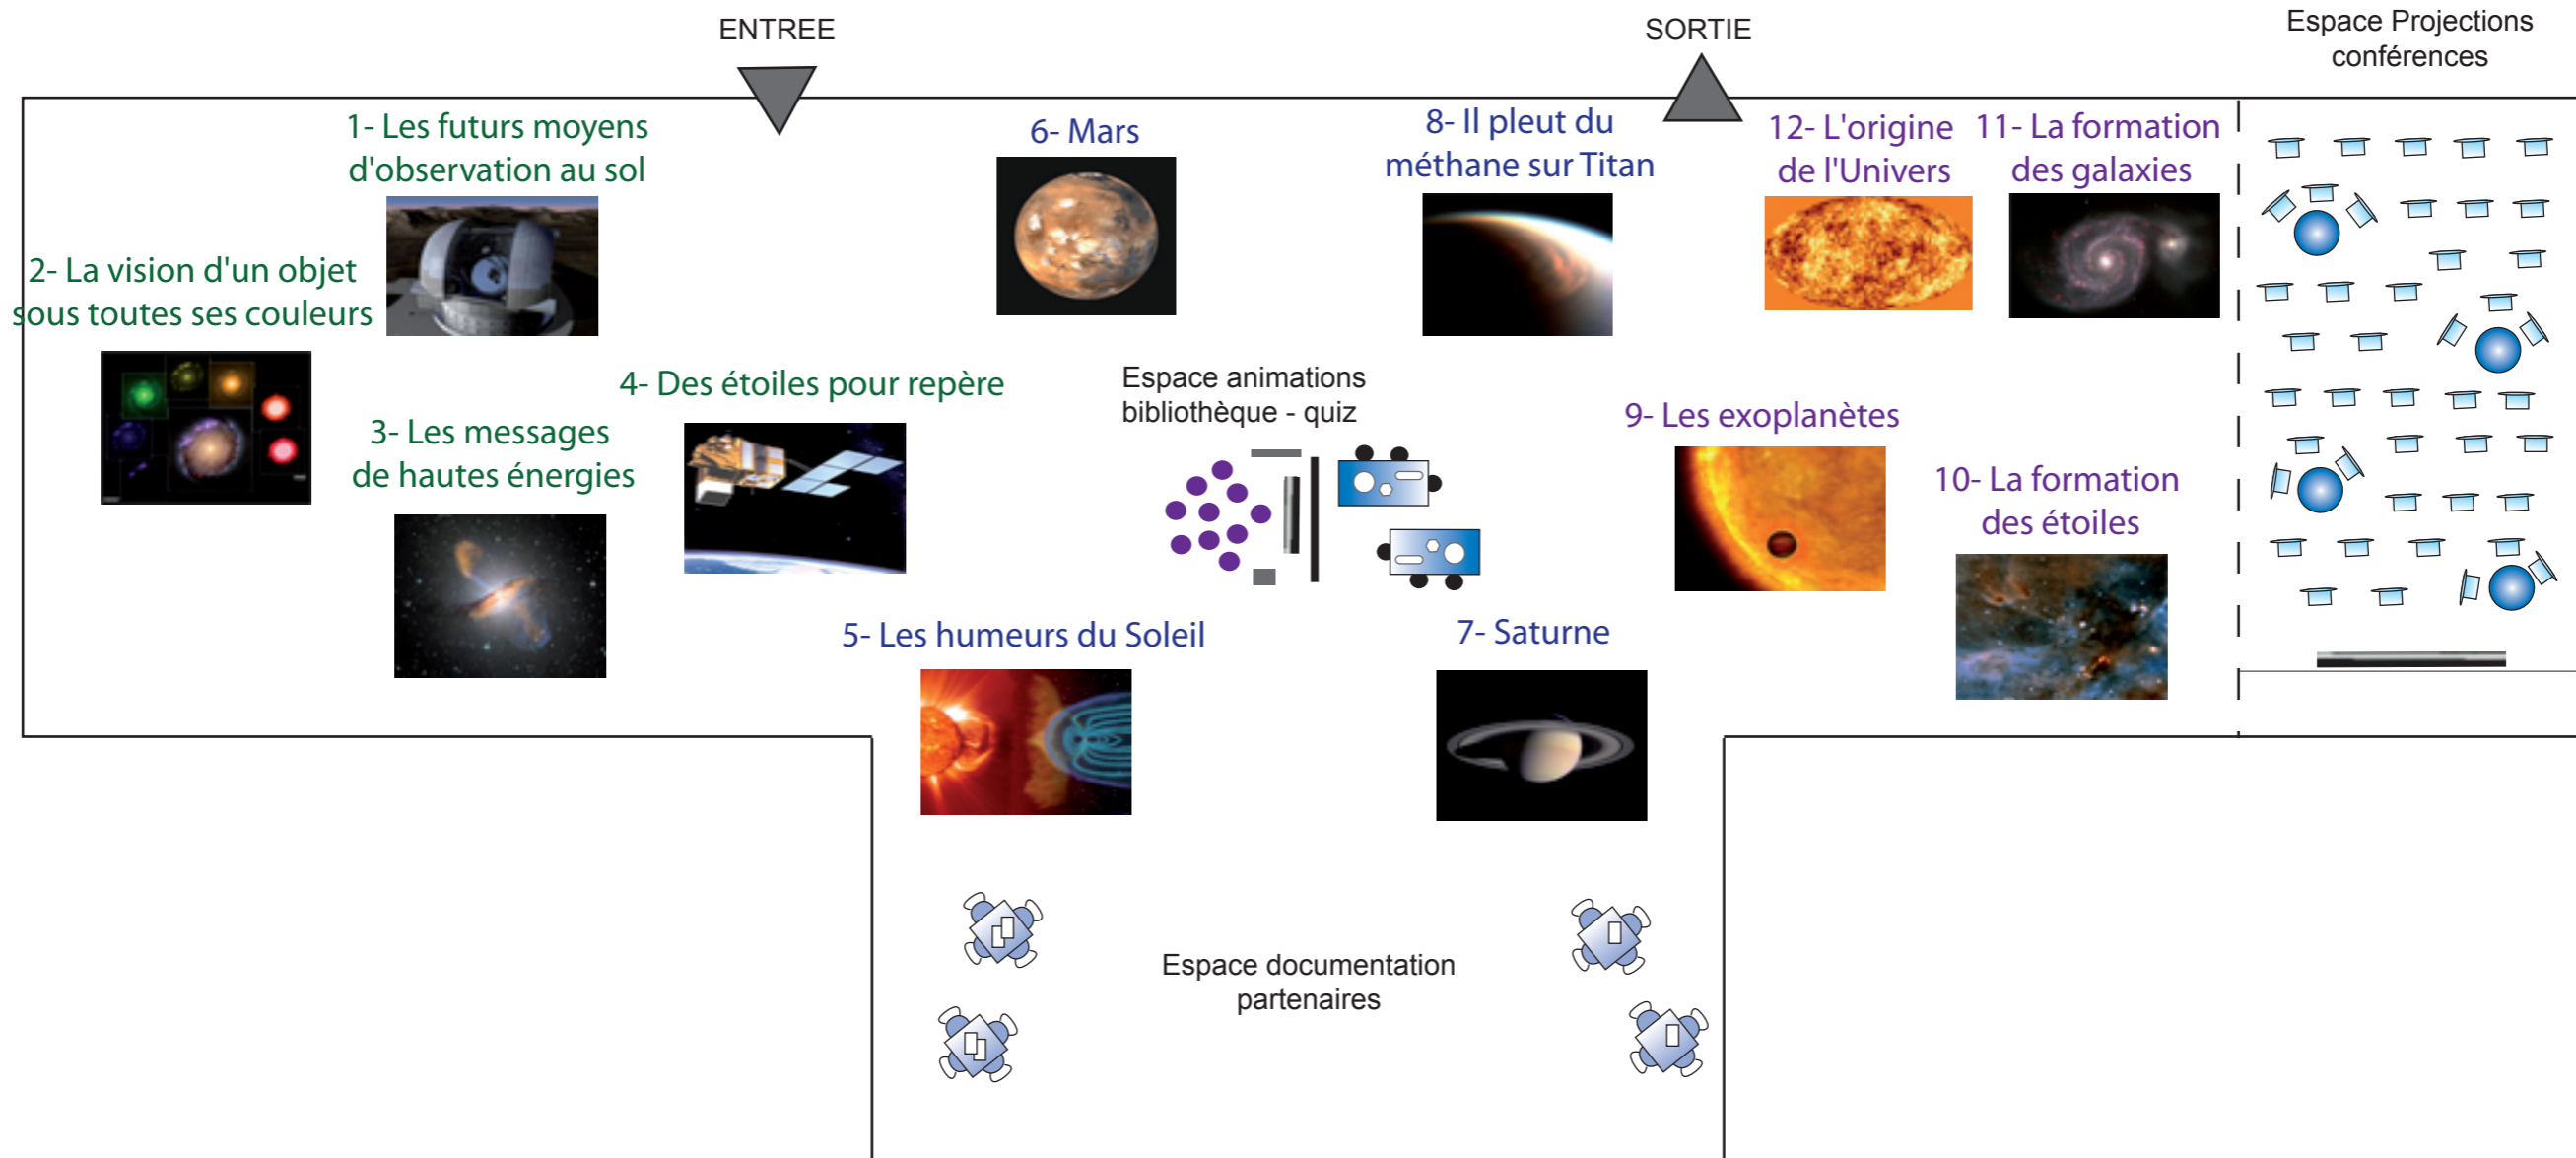 ENTREE
SORTIE
Espace Projections
conférences
1- Les futurs moyens
d'observation au sol
2- La vision d'un objet
sous toutes ses couleurs
3- Les messages
de hautes énergies
4- Des étoiles pour repère
5- Les humeurs du Soleil
6- Mars
7- Saturne
8- Il pleut du
méthane sur Titan
Espace animations
bibliothèque - quiz
9- Les exoplanètes
10- La formation
des étoiles
11- La formation
des galaxies
12- L'origine
de l'Univers
Espace documentation
partenaires